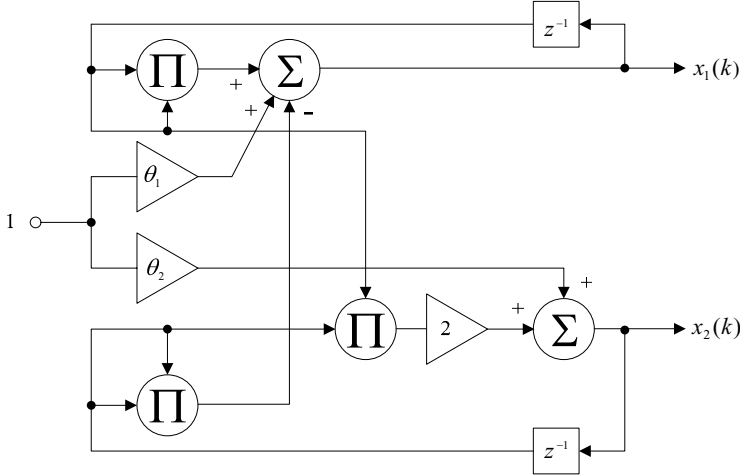 z⁻¹
∏ + Σ x₁(k)
+ -
θ₁
1
θ₂
+
∏ 2 + Σ x₂(k)
∏
z⁻¹